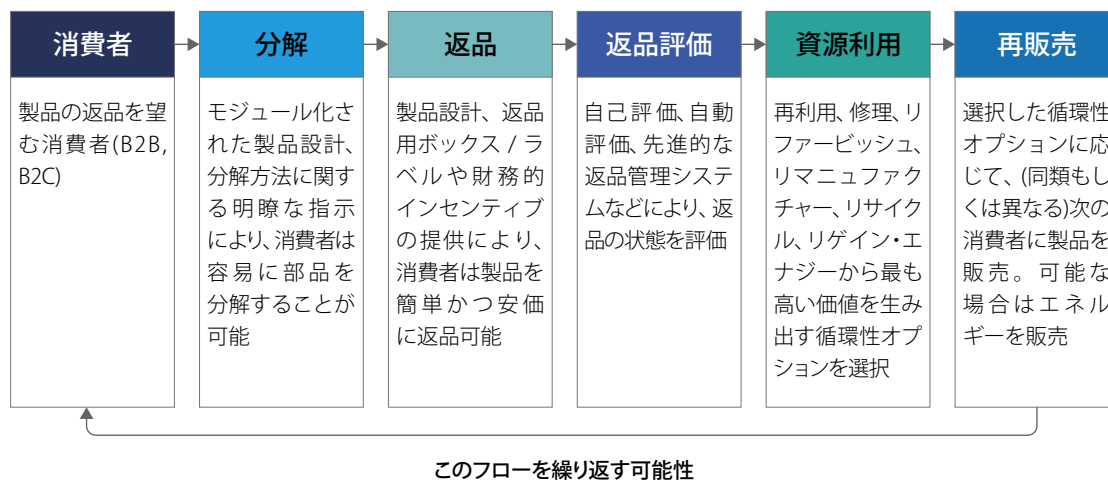 消費者
製品の返品を望
む消費者(B2B,
B2C)
分解
モジュール化さ
れた製品設計、
分解方法に関す
る明瞭な指示
により、消費者は
容易に部品を
分解することが
可能
返品
製品設計、返品
用ボックス / ラ
ベルや財務的
インセンティブ
の提供により、
消費者は製品を
簡単かつ安価
に返品可能
返品評価
自己評価、自動
評価、先進的な
返品管理システ
ムなどにより、返
品の状態を評価
資源利用
再利用、修理、リ
ファービッシュ、
リマニュファク
チャー、リサイク
ル、リゲイン・エ
ナジーから最も
高い価値を生み
出す循環性オプ
ションを選択
再販売
選択した循環性
オプションに応
じて、(同類もし
くは異なる)次の
消費者に製品を
販売。可能な
場合はエネル
ギーを販売
このフローを繰り返す可能性